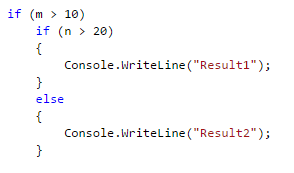 if (m > 10)
    if (n > 20)
    {
        Console.WriteLine("Result1");
    }
    else
    {
        Console.WriteLine("Result2");
    }